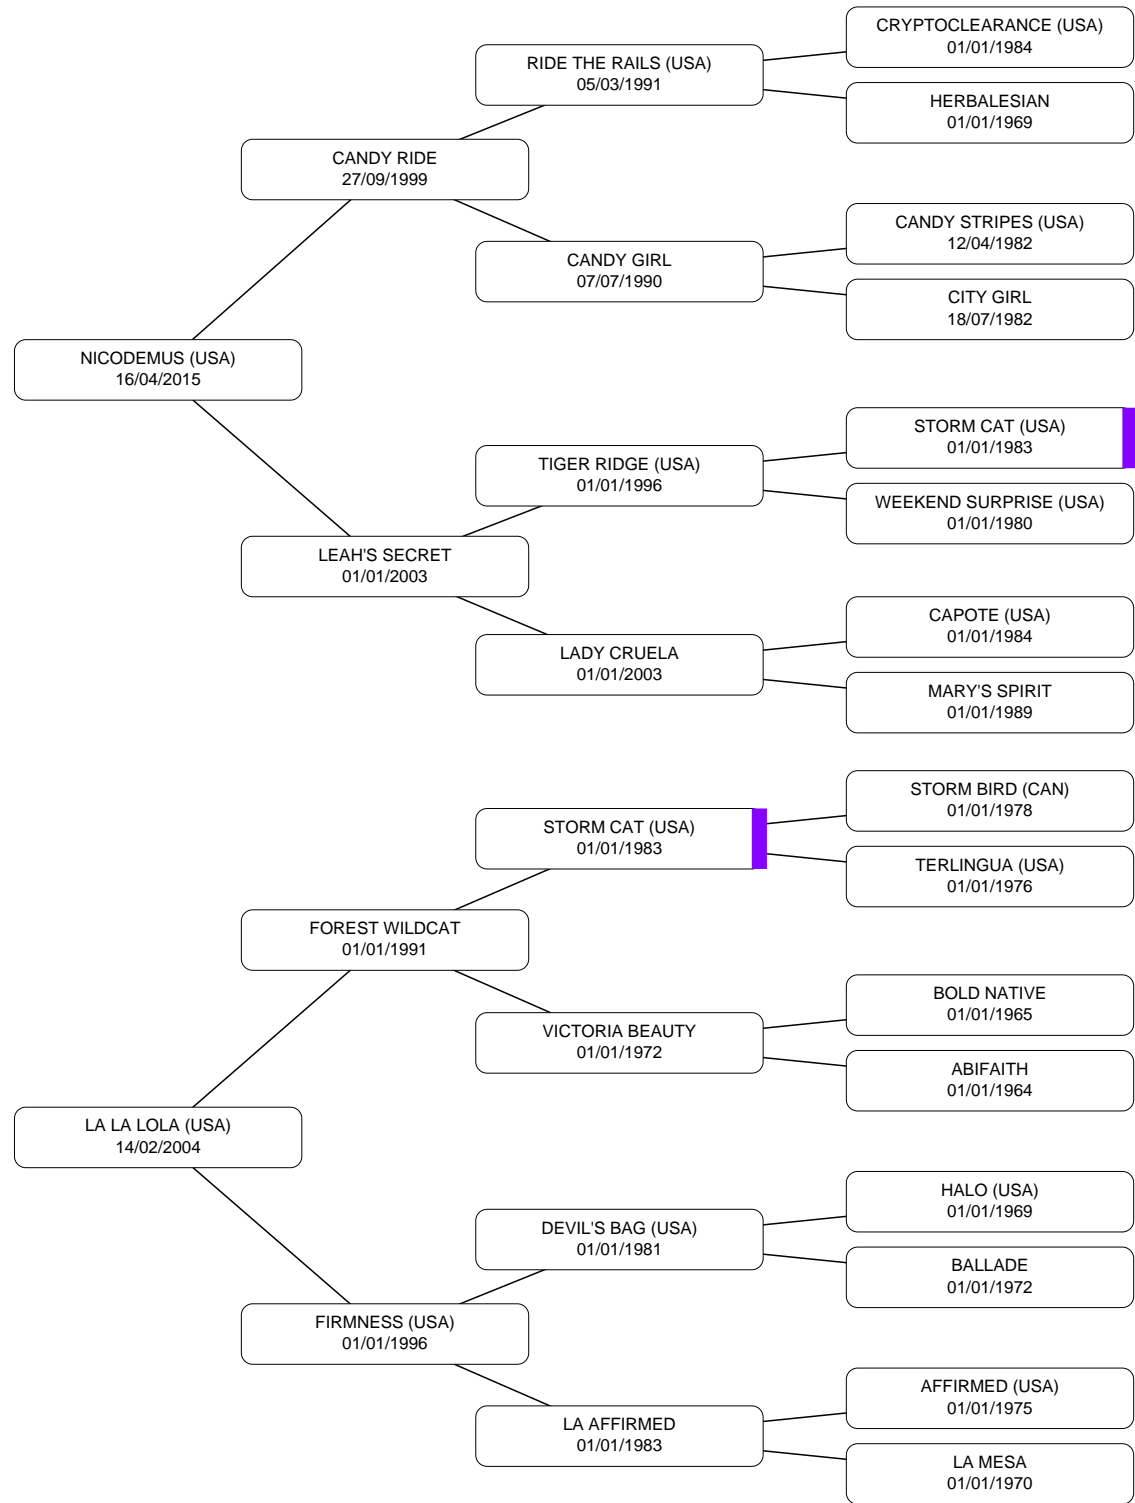 CRYPTOCLEARANCE (USA)
01/01/1984
RIDE THE RAILS (USA)
05/03/1991
HERBALESIAN
01/01/1969
CANDY RIDE
27/09/1999
CANDY STRIPES (USA)
12/04/1982
CANDY GIRL
07/07/1990
CITY GIRL
18/07/1982
NICODEMUS (USA)
16/04/2015
STORM CAT (USA)
01/01/1983
TIGER RIDGE (USA)
01/01/1996
WEEKEND SURPRISE (USA)
01/01/1980
LEAH'S SECRET
01/01/2003
CAPOTE (USA)
01/01/1984
LADY CRUELA
01/01/2003
MARY'S SPIRIT
01/01/1989
STORM BIRD (CAN)
01/01/1978
STORM CAT (USA)
01/01/1983
TERLINGUA (USA)
01/01/1976
FOREST WILDCAT
01/01/1991
BOLD NATIVE
01/01/1965
VICTORIA BEAUTY
01/01/1972
ABIFAITH
01/01/1964
LA LA LOLA (USA)
14/02/2004
HALO (USA)
01/01/1969
DEVIL'S BAG (USA)
01/01/1981
BALLADE
01/01/1972
FIRMNESS (USA)
01/01/1996
AFFIRMED (USA)
01/01/1975
LA AFFIRMED
01/01/1983
LA MESA
01/01/1970